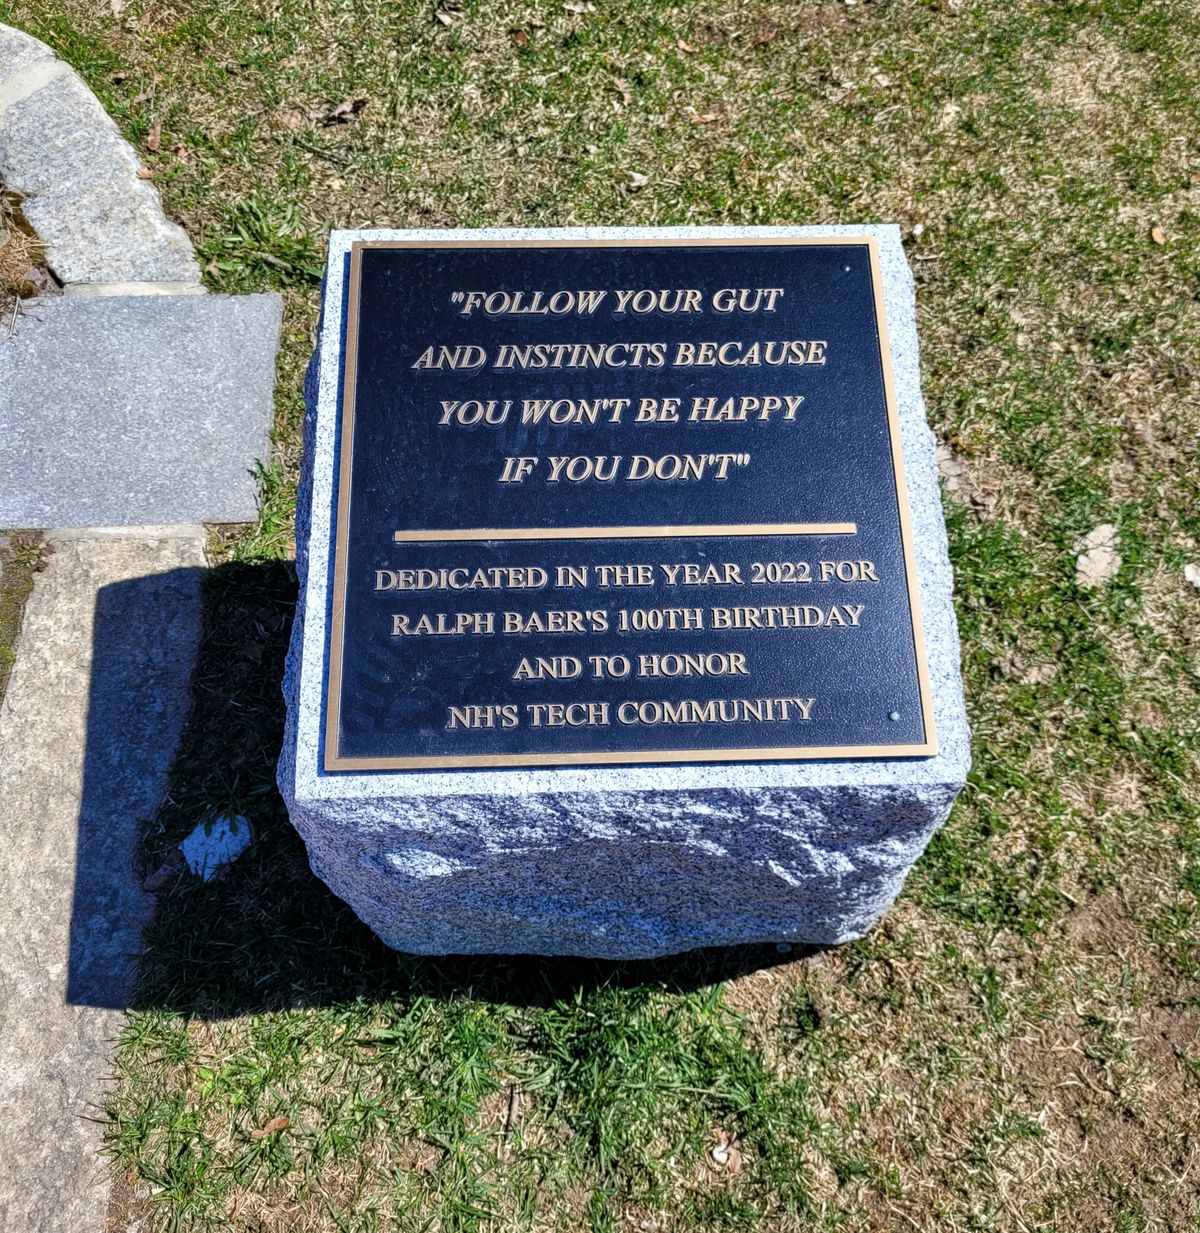 "FOLLOW YOUR GUT
AND INSTINCTS BECAUSE
YOU WON'T BE HAPPY
IF YOU DON'T"
DEDICATED IN THE YEAR 2022 FOR
RALPH BAER'S 100TH BIRTHDAY
AND TO HONOR
NH'S TECH COMMUNITY